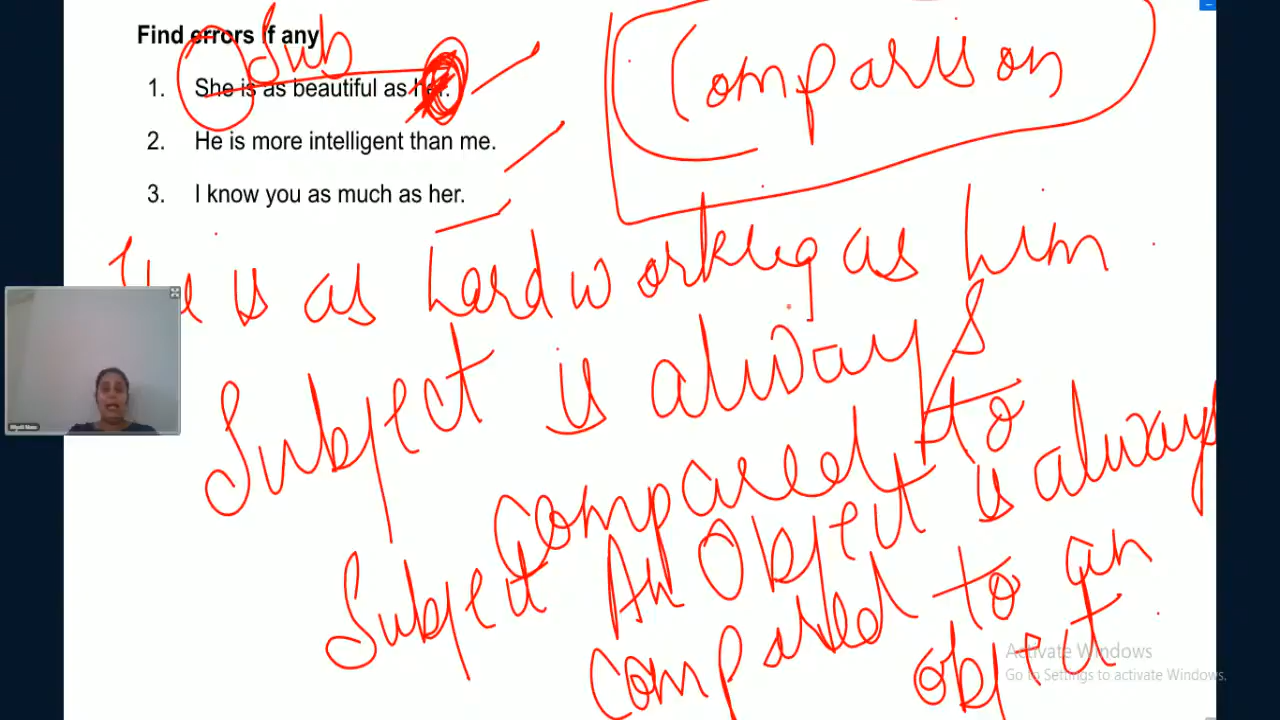 Find errors if any
Sub
1. She is as beautiful as her.
2. He is more intelligent than me.
3. I know you as much as her.
Comparison
He is as hardworking as him
Subject is always
compared to
Subject
An Object is always
compared to an
object
Activate Windows
Go to Settings to activate Windows.